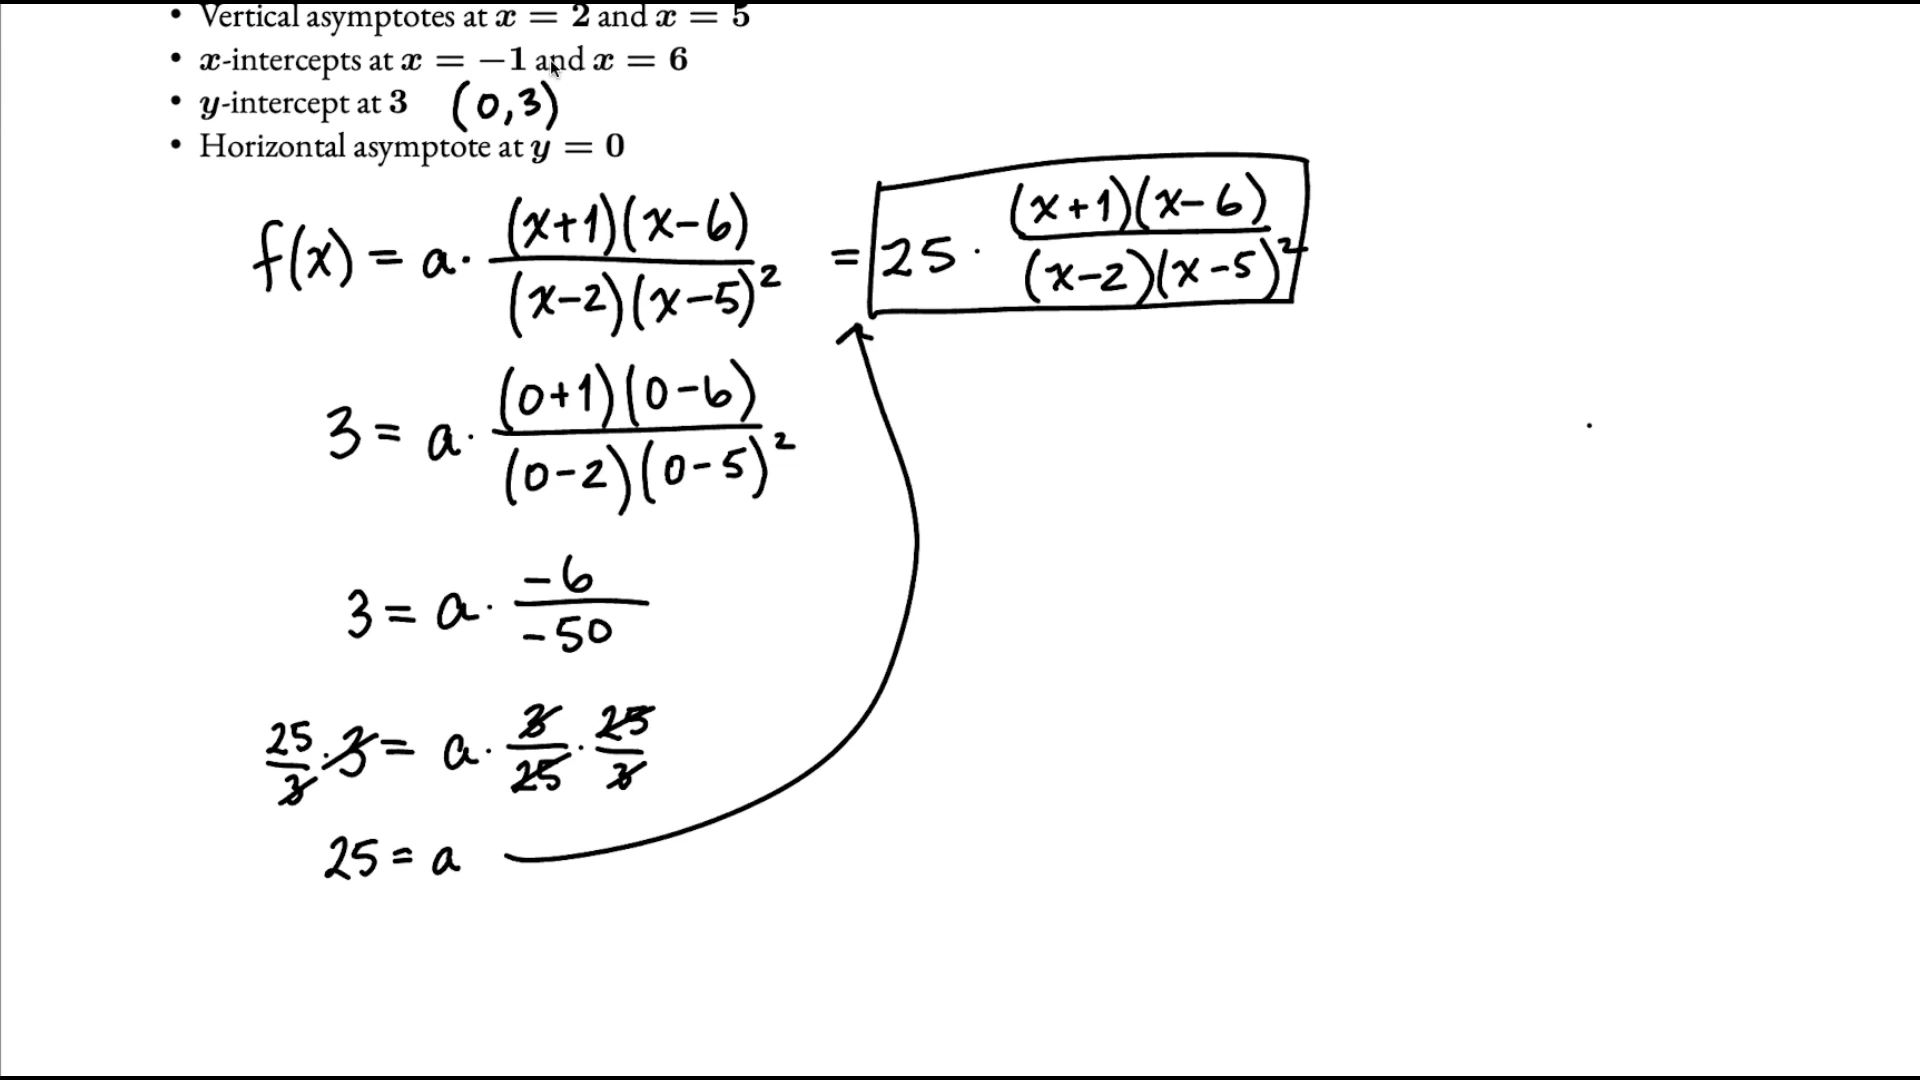 • Vertical asymptotes at x = 2 and x = 5
• x-intercepts at x = −1 and x = 6
• y-intercept at 3 (0,3)
• Horizontal asymptote at y = 0
f(x) = a · (x+1)(x−6) / (x−2)(x−5)² = 25 · (x+1)(x−6) / (x−2)(x−5)²
3 = a · (0+1)(0−6) / (0−2)(0−5)²
3 = a · −6 / −50
25/3 · 3 = a · 3/25 · 25/3
25 = a